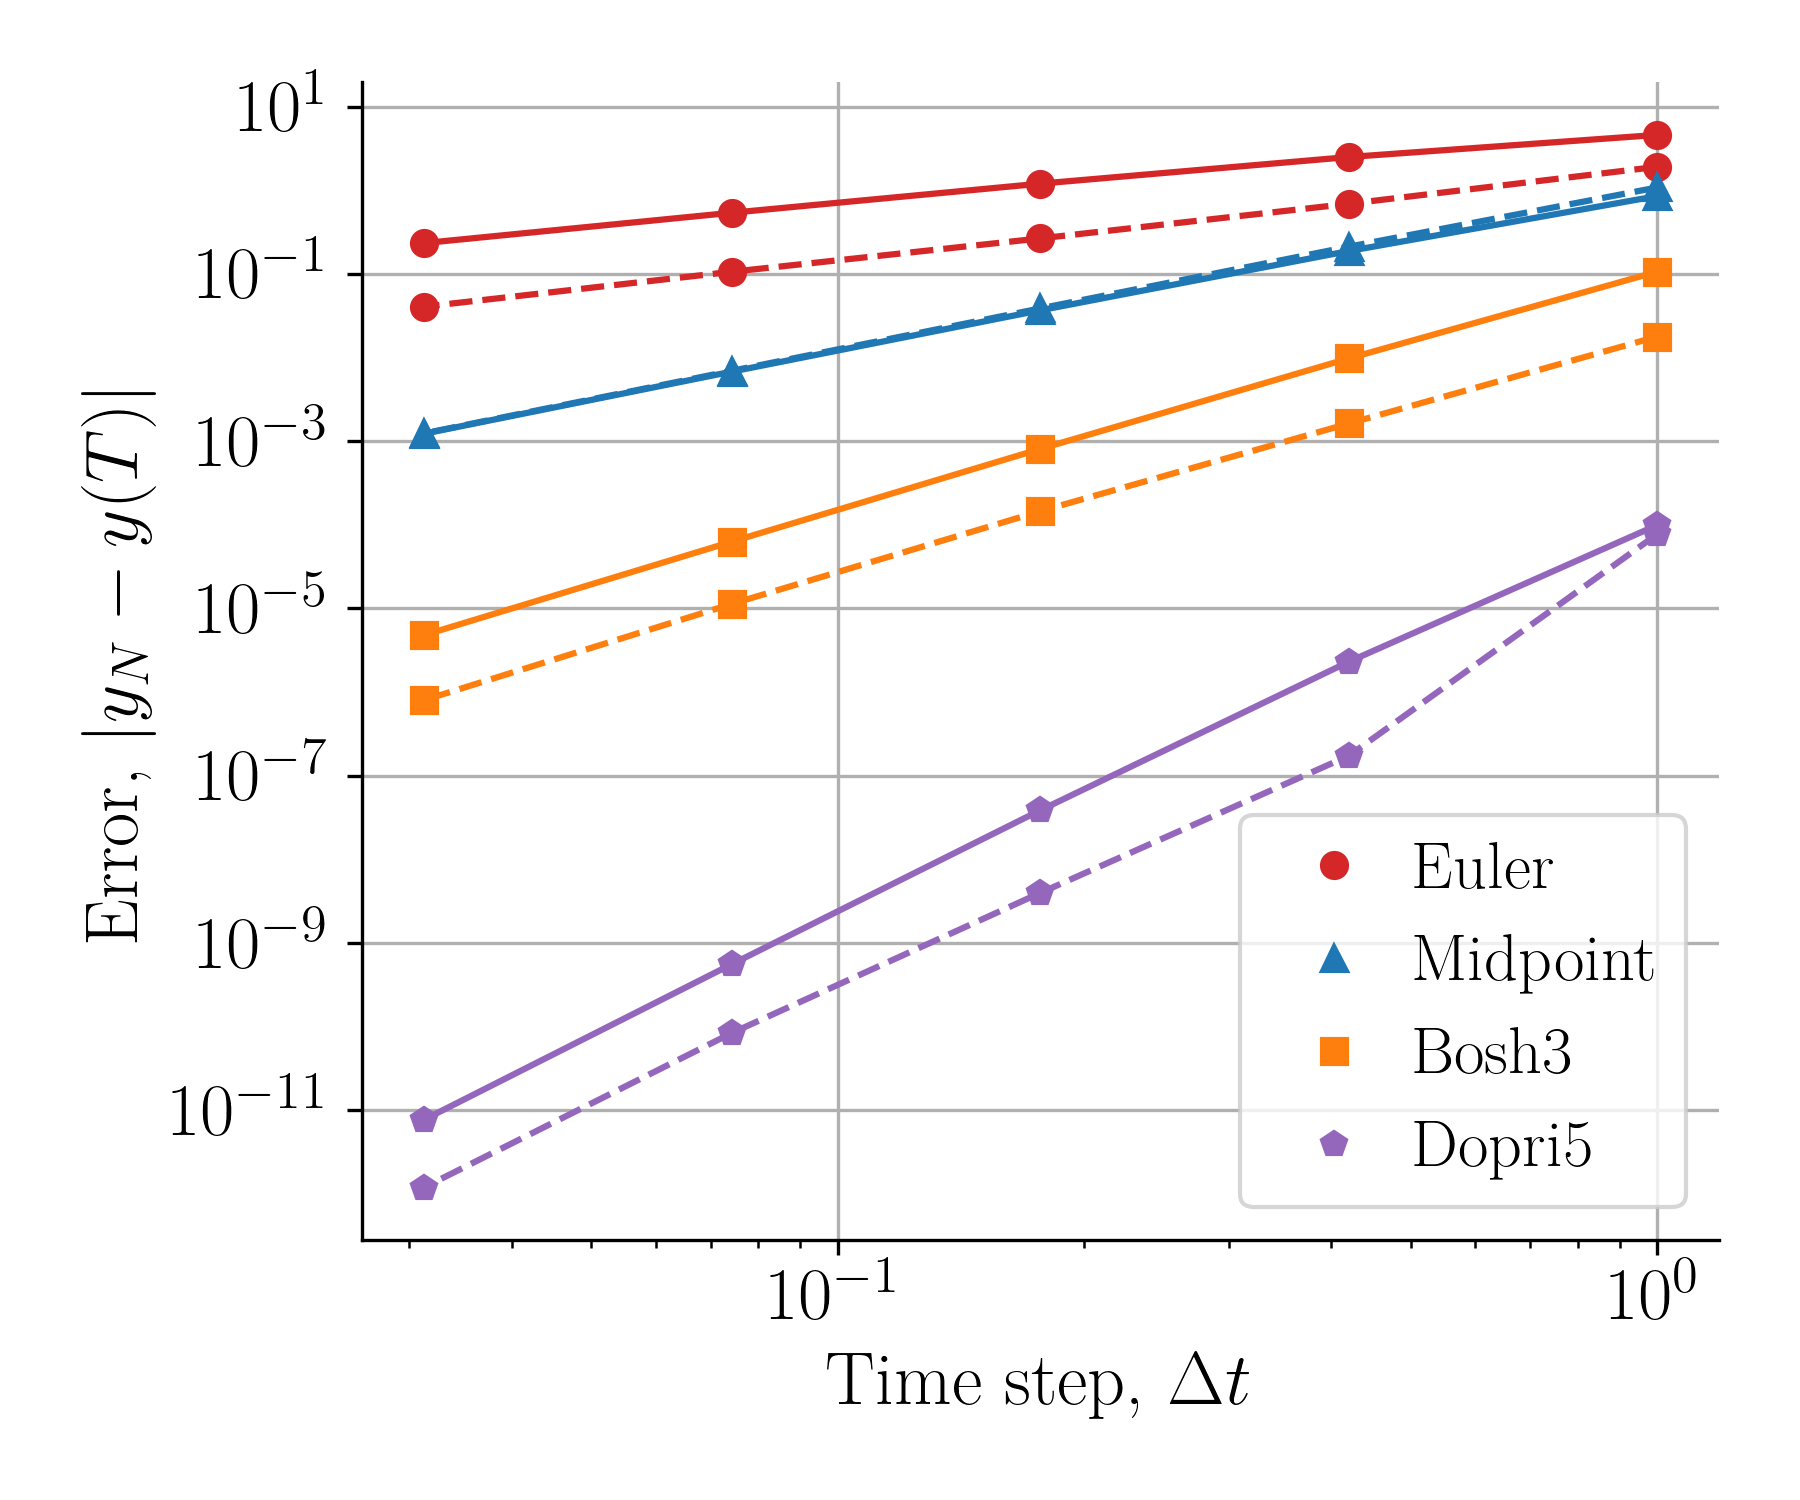 10^1
10^{-1}
10^{-3}
10^{-5}
10^{-7}
10^{-9}
10^{-11}
Error, |y_N − y(T)|
Euler
Midpoint
Bosh3
Dopri5
10^{-1} 10^0
Time step, Δt